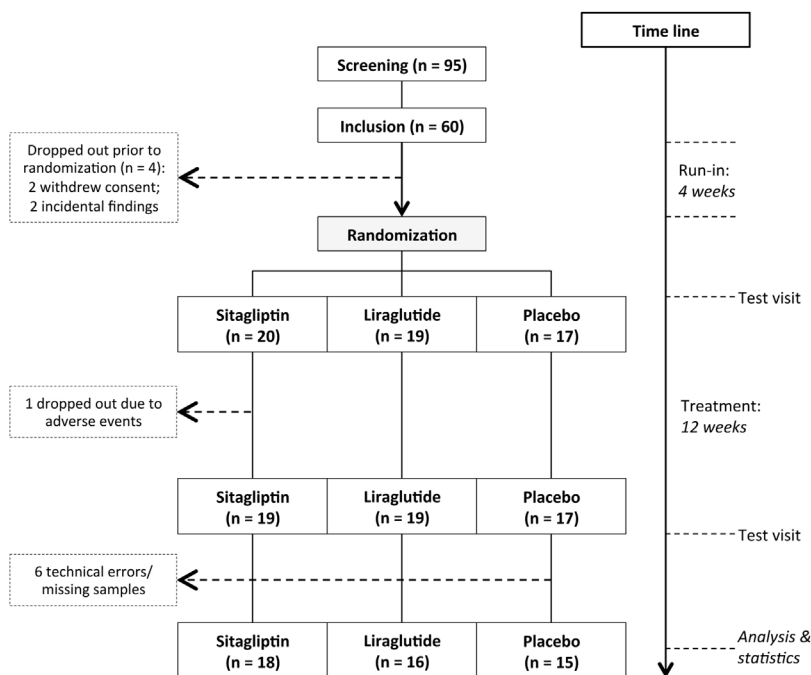 Time line
Screening (n = 95)
Inclusion (n = 60)
Dropped out prior to
randomization (n = 4):
2 withdrew consent;
2 incidental findings
Run-in:
4 weeks
Randomization
Test visit
Sitagliptin
(n = 20)
Liraglutide
(n = 19)
Placebo
(n = 17)
1 dropped out due to
adverse events
Treatment:
12 weeks
Sitagliptin
(n = 19)
Liraglutide
(n = 19)
Placebo
(n = 17)
Test visit
6 technical errors/
missing samples
Sitagliptin
(n = 18)
Liraglutide
(n = 16)
Placebo
(n = 15)
Analysis &
statistics